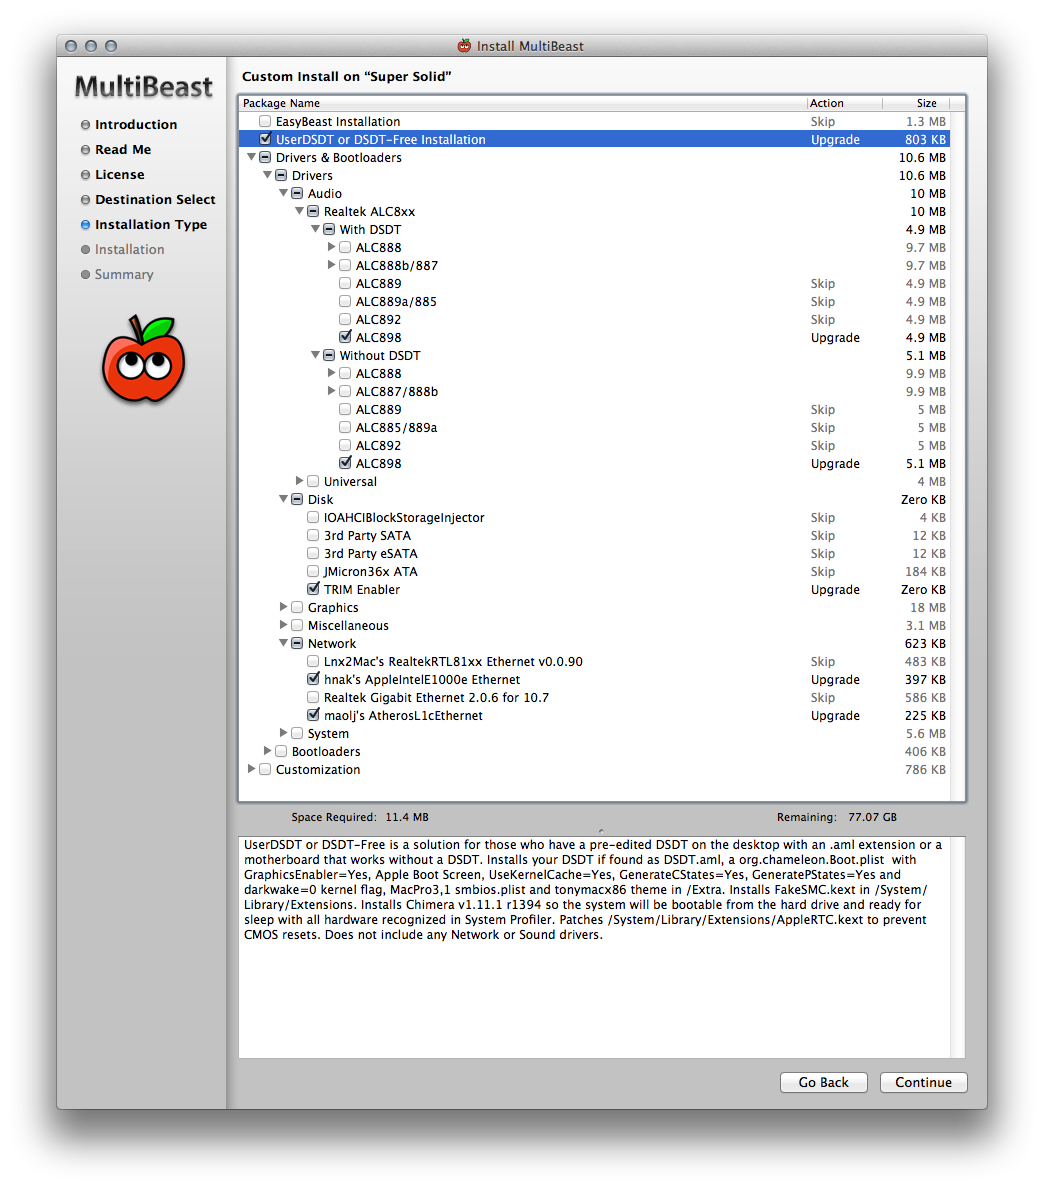 Install MultiBeast
MultiBeast
Introduction
Read Me
License
Destination Select
Installation Type
Installation
Summary
Custom Install on “Super Solid”
Package Name Action Size
EasyBeast Installation Skip 1.3 MB
UserDSDT or DSDT-Free Installation Upgrade 803 KB
Drivers & Bootloaders 10.6 MB
Drivers 10.6 MB
Audio 10 MB
Realtek ALC8xx 10 MB
With DSDT 4.9 MB
ALC888 9.7 MB
ALC888b/887 9.7 MB
ALC889 Skip 4.9 MB
ALC889a/885 Skip 4.9 MB
ALC892 Skip 4.9 MB
ALC898 Upgrade 4.9 MB
Without DSDT 5.1 MB
ALC888 9.9 MB
ALC887/888b 9.9 MB
ALC889 Skip 5 MB
ALC885/889a Skip 5 MB
ALC892 Skip 5 MB
ALC898 Upgrade 5.1 MB
Universal 4 MB
Disk Zero KB
IOAHCIBlockStorageInjector Skip 4 KB
3rd Party SATA Skip 12 KB
3rd Party eSATA Skip 12 KB
JMicron36x ATA Skip 184 KB
TRIM Enabler Upgrade Zero KB
Graphics 18 MB
Miscellaneous 3.1 MB
Network 623 KB
Lnx2Mac's RealtekRTL81xx Ethernet v0.0.90 Skip 483 KB
hnak's AppleIntelE1000e Ethernet Upgrade 397 KB
Realtek Gigabit Ethernet 2.0.6 for 10.7 Skip 586 KB
maolj's AtherosL1cEthernet Upgrade 225 KB
System 5.6 MB
Bootloaders 406 KB
Customization 786 KB
Space Required: 11.4 MB Remaining: 77.07 GB
UserDSDT or DSDT-Free is a solution for those who have a pre-edited DSDT on the desktop with an .aml extension or a
motherboard that works without a DSDT. Installs your DSDT if found as DSDT.aml, a org.chameleon.Boot.plist with
GraphicsEnabler=Yes, Apple Boot Screen, UseKernelCache=Yes, GenerateCStates=Yes, GeneratePStates=Yes and
darkwake=0 kernel flag, MacPro3,1 smbios.plist and tonymacx86 theme in /Extra. Installs FakeSMC.kext in /System/
Library/Extensions. Installs Chimera v1.11.1 r1394 so the system will be bootable from the hard drive and ready for
sleep with all hardware recognized in System Profiler. Patches /System/Library/Extensions/AppleRTC.kext to prevent
CMOS resets. Does not include any Network or Sound drivers.
Go Back Continue